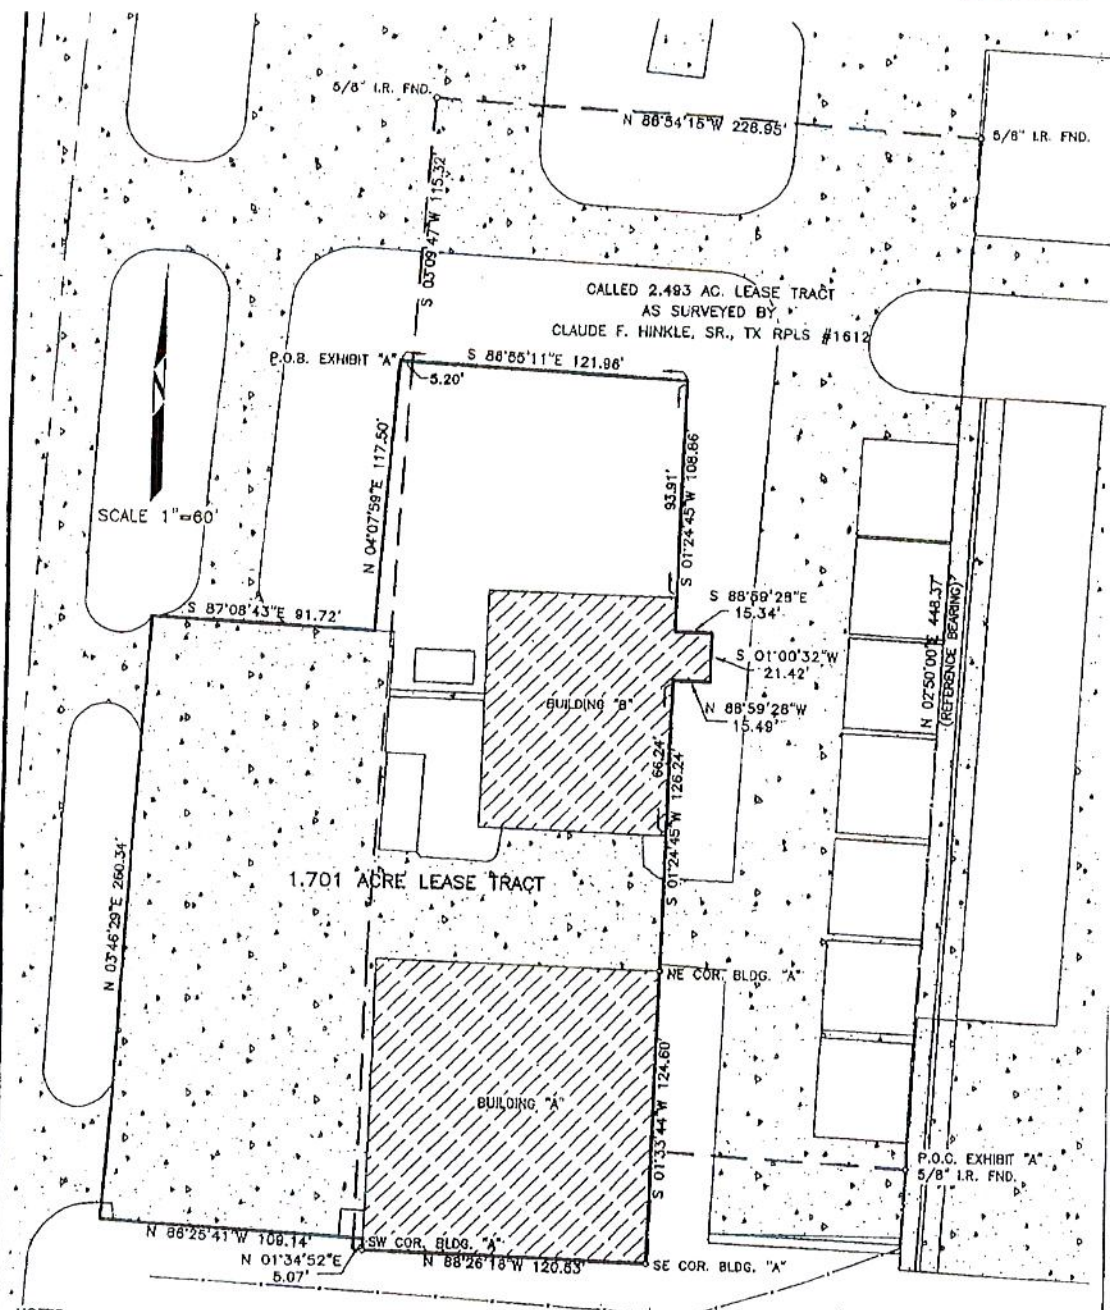 5/8" I.R. FND.
N 86°54'15"W 226.95'
5/8" I.R. FND.
S 03°09'47"W 115.32'
CALLED 2.493 AC. LEASE TRACT
AS SURVEYED BY
CLAUDE F. HINKLE, SR., TX RPLS #1612
P.O.B. EXHIBIT "A"
S 86°55'11"E 121.96'
5.20'
N 04°07'59"E 117.50'
93.91'
S 01°24'45"W 108.86'
SCALE 1"=60'
S 87°08'43"E 91.72'
S 88°59'28"E
15.34'
S 01°00'32"W
21.42'
N 88°59'28"W
15.49'
N 02°50'00"E 448.37'
(REFERENCE BEARING)
BUILDING "B"
66.24'
S 01°24'45"W 126.24'
N 03°46'29"E 260.34'
1.701 ACRE LEASE TRACT
NE COR. BLDG. "A"
BUILDING "A"
S 01°33'44"W 124.60'
P.O.C. EXHIBIT "A"
5/8" I.R. FND.
N 86°25'41"W 109.14'
SW COR. BLDG. "A"
N 01°34'52"E
5.07'
N 88°26'16"W 120.63'
SE COR. BLDG. "A"